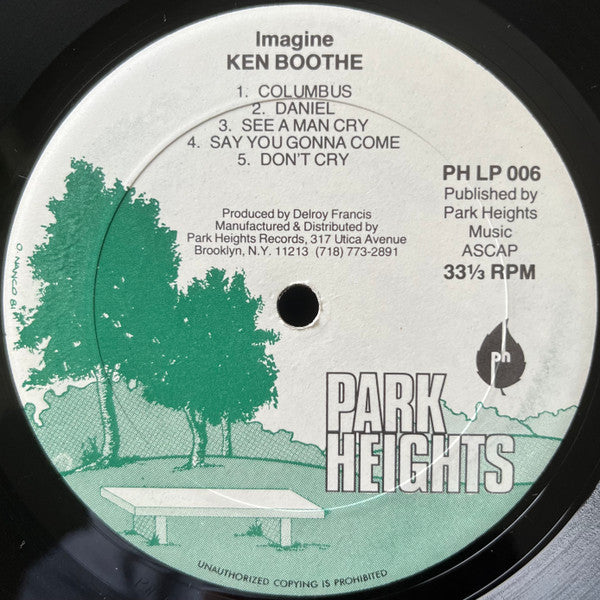 Imagine
KEN BOOTHE
1. COLUMBUS
2. DANIEL
3. SEE A MAN CRY
4. SAY YOU GONNA COME
5. DON'T CRY
PH LP 006
Published by
Park Heights
Music
ASCAP
33⅓ RPM
Produced by Delroy Francis
Manufactured & Distributed by
Park Heights Records, 317 Utica Avenue
Brooklyn, N.Y. 11213 (718) 773-2891
ph
PARK
HEIGHTS
UNAUTHORIZED COPYING IS PROHIBITED